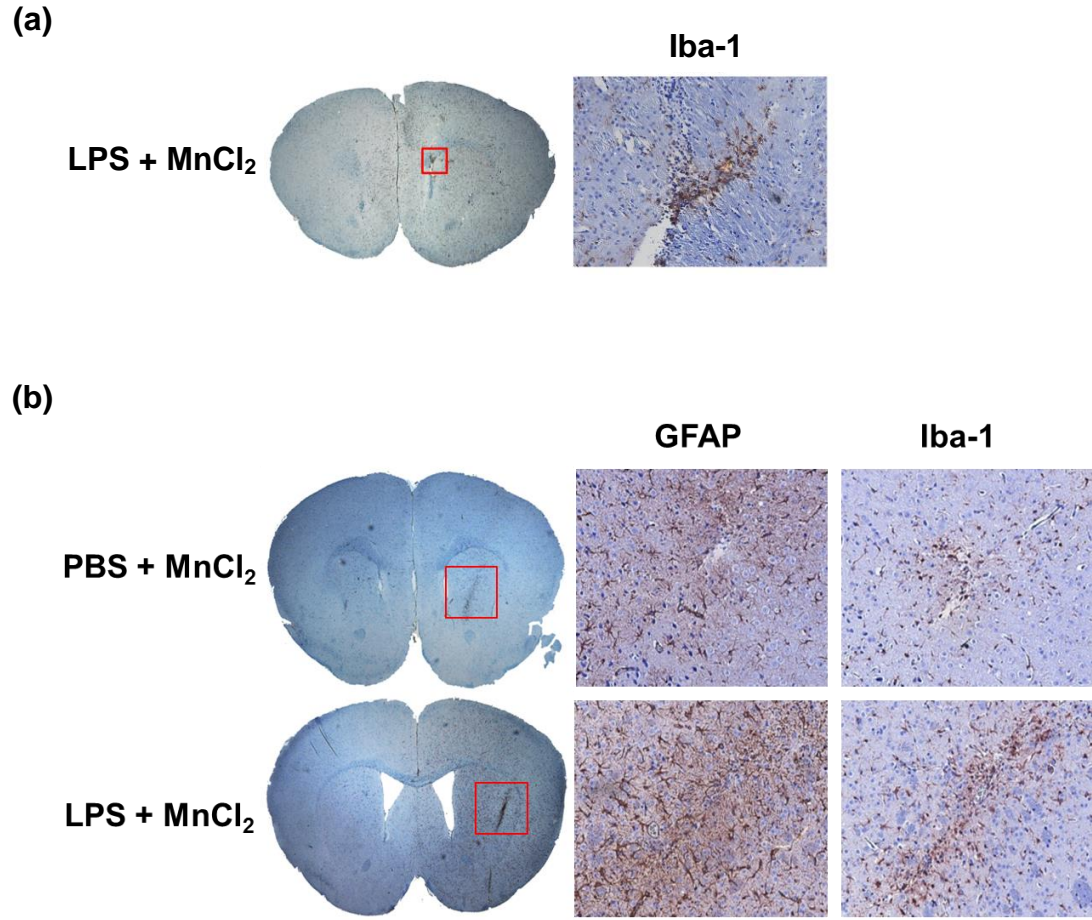 (a)
Iba-1
LPS + MnCl₂
(b)
GFAP Iba-1
PBS + MnCl₂
LPS + MnCl₂